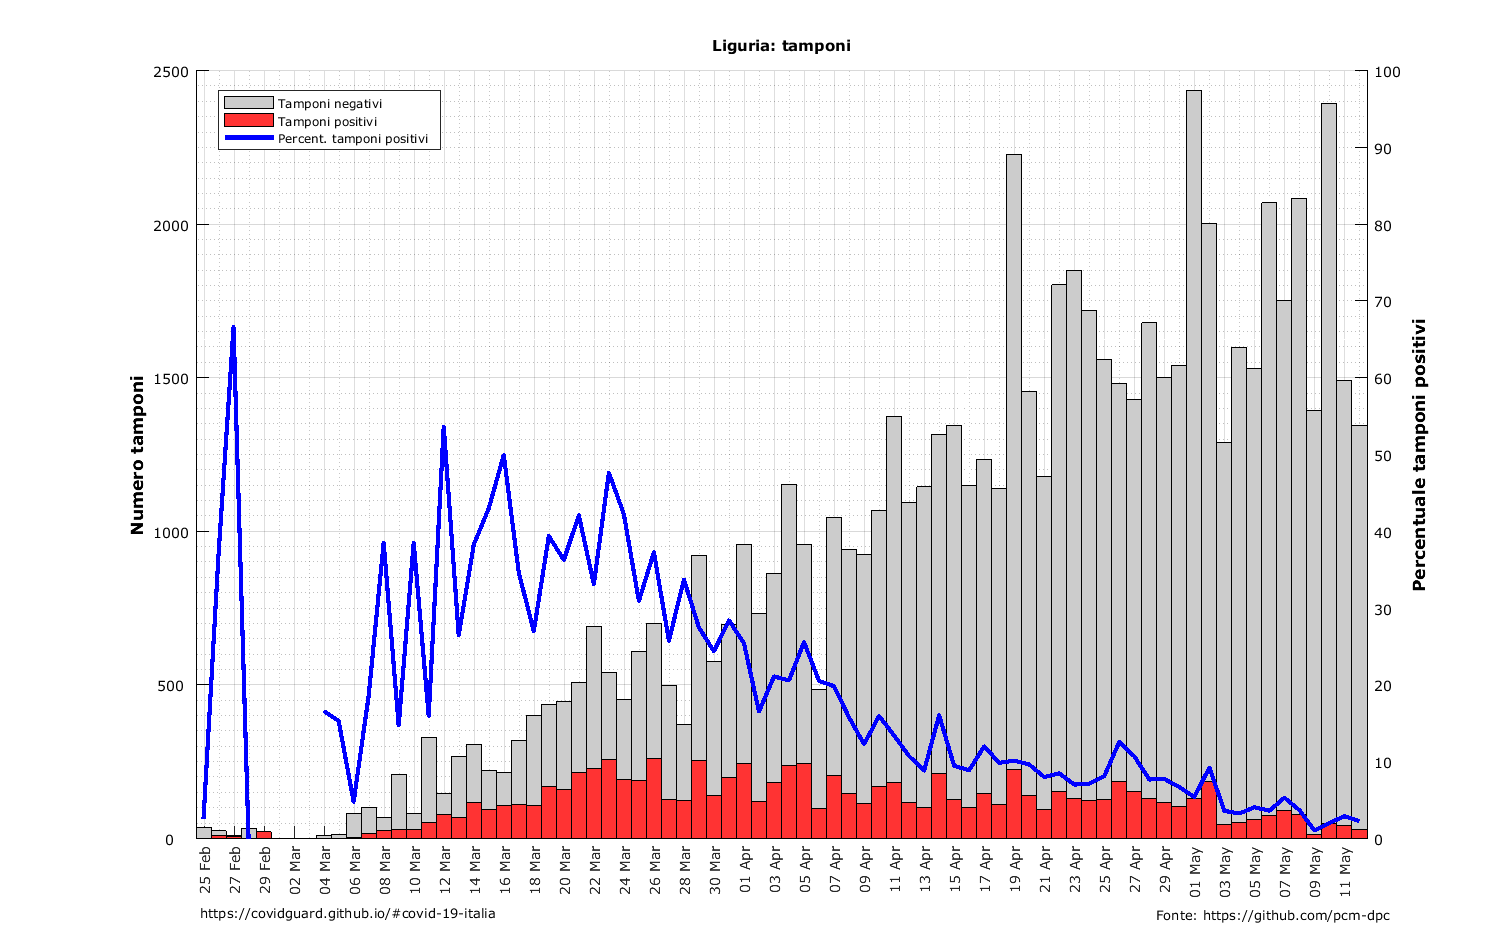 Liguria: tamponi
Tamponi negativi
Tamponi positivi
Percent. tamponi positivi
Numero tamponi
2500
2000
1500
1000
500
0
Percentuale tamponi positivi
100
90
80
70
60
50
40
30
20
10
0
25 Feb
27 Feb
29 Feb
02 Mar
04 Mar
06 Mar
08 Mar
10 Mar
12 Mar
14 Mar
16 Mar
18 Mar
20 Mar
22 Mar
24 Mar
26 Mar
28 Mar
30 Mar
01 Apr
03 Apr
05 Apr
07 Apr
09 Apr
11 Apr
13 Apr
15 Apr
17 Apr
19 Apr
21 Apr
23 Apr
25 Apr
27 Apr
29 Apr
01 May
03 May
05 May
07 May
09 May
11 May
https://covidguard.github.io/#covid-19-italia
Fonte: https://github.com/pcm-dpc